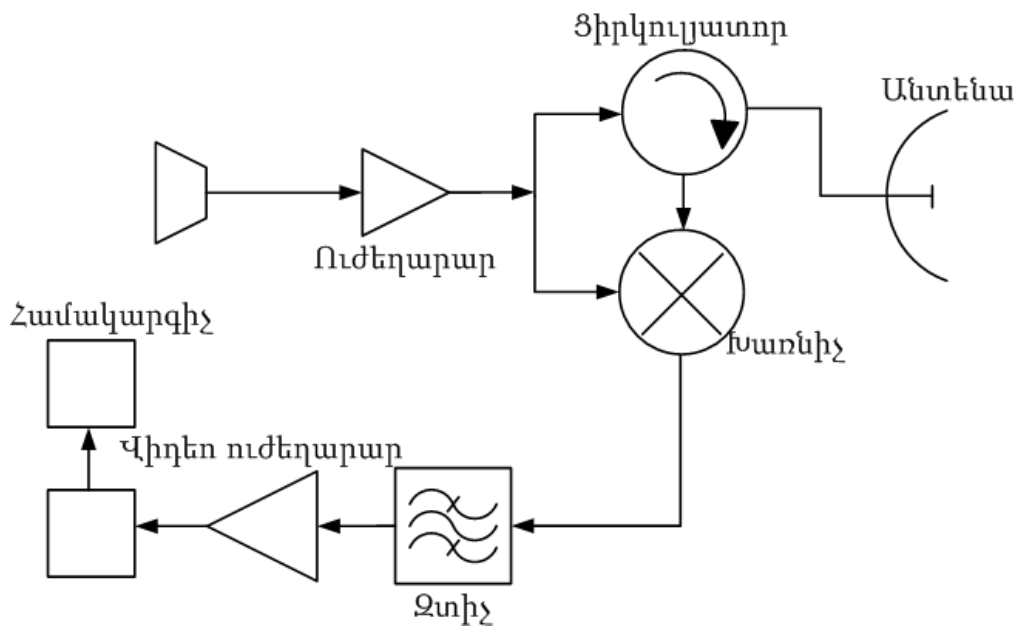 Ցիրկուլյատոր
Անտենա
Ուժեղարար
Խառնիչ
Համակարգիչ
Վիդեո ուժեղարար
Զտիչ